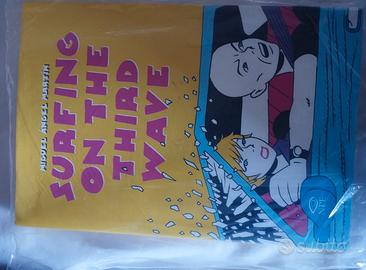 MIGUEL ANGEL MARTIN
SURFING
ON THE
THIRD
WAVE
subito